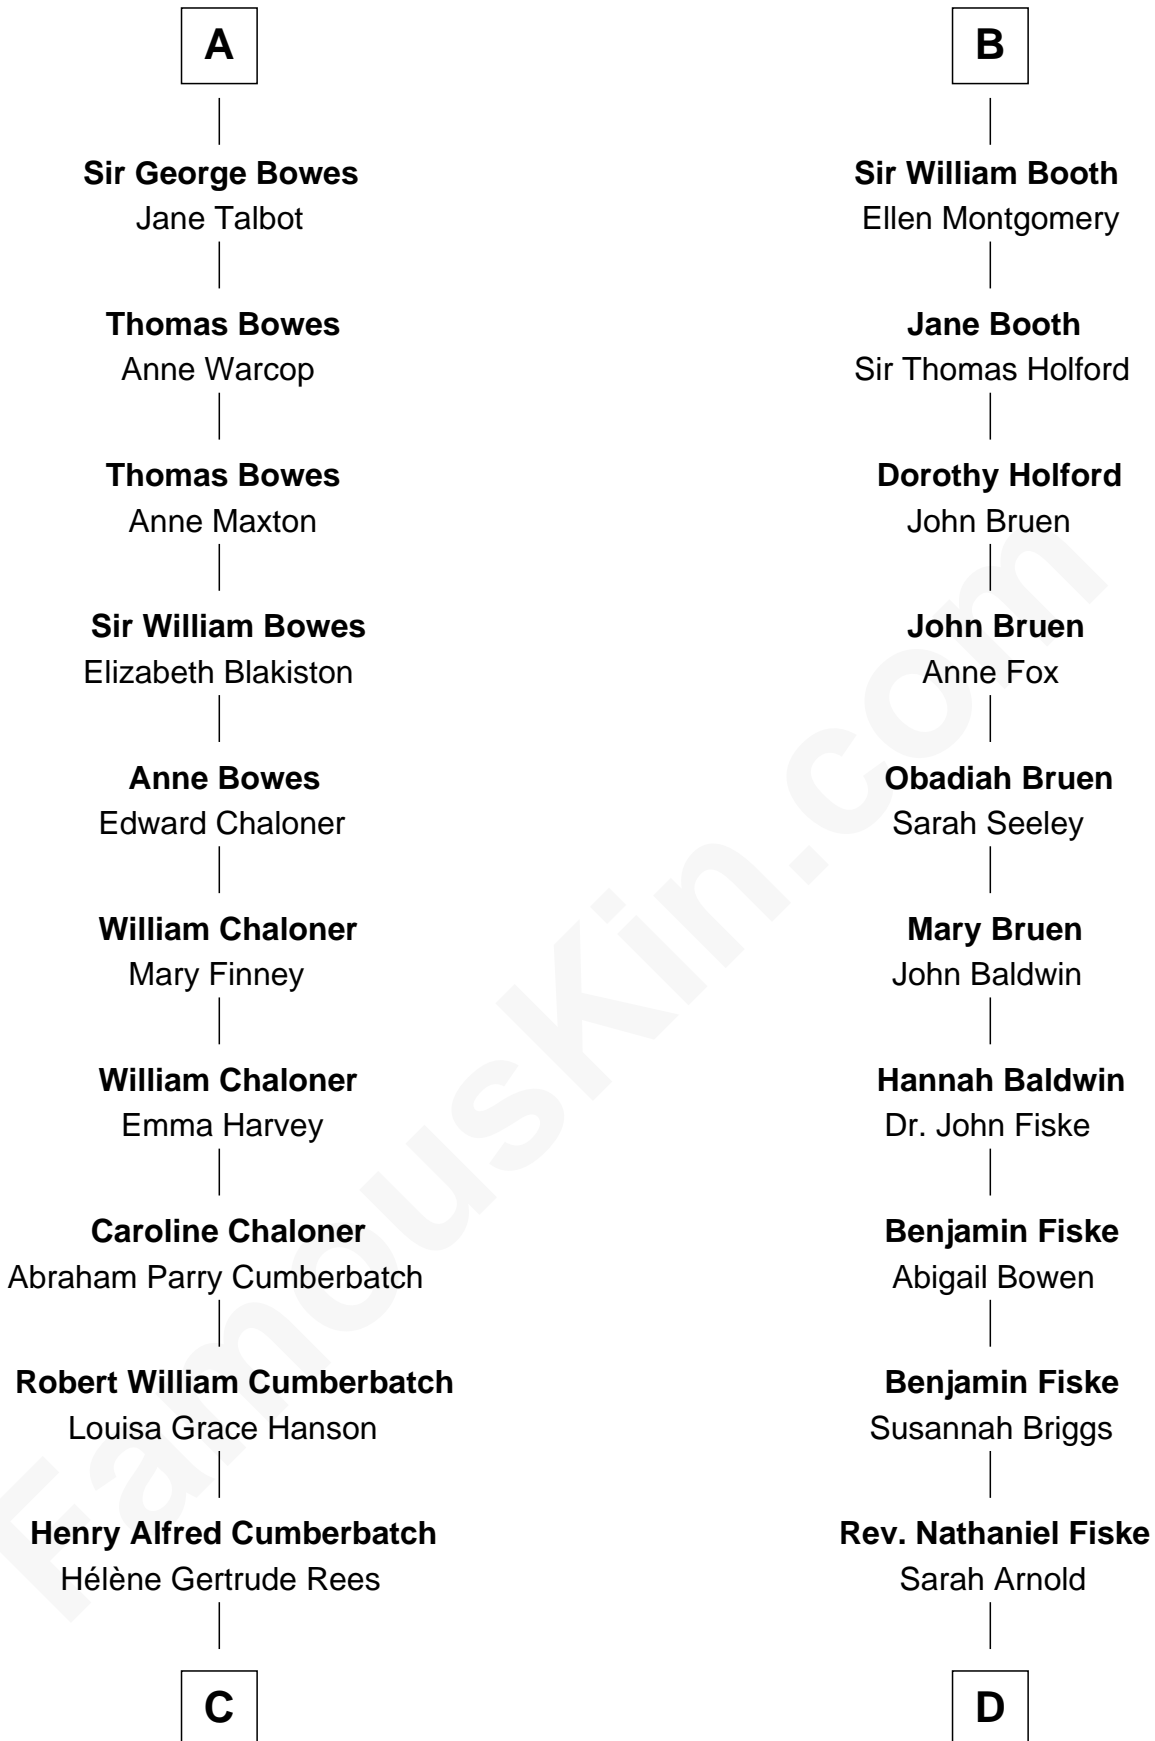 A
Sir George Bowes
Jane Talbot
Thomas Bowes
Anne Warcop
Thomas Bowes
Anne Maxton
Sir William Bowes
Elizabeth Blakiston
Anne Bowes
Edward Chaloner
William Chaloner
Mary Finney
William Chaloner
Emma Harvey
Caroline Chaloner
Abraham Parry Cumberbatch
Robert William Cumberbatch
Louisa Grace Hanson
Henry Alfred Cumberbatch
Hélène Gertrude Rees
C
B
Sir William Booth
Ellen Montgomery
Jane Booth
Sir Thomas Holford
Dorothy Holford
John Bruen
John Bruen
Anne Fox
Obadiah Bruen
Sarah Seeley
Mary Bruen
John Baldwin
Hannah Baldwin
Dr. John Fiske
Benjamin Fiske
Abigail Bowen
Benjamin Fiske
Susannah Briggs
Rev. Nathaniel Fiske
Sarah Arnold
D
FamousKin.com